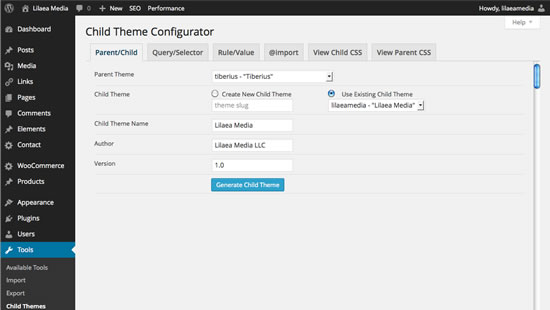 Lilaea Media 0 + New SEO Performance Howdy, lilaeamedia
Help
Dashboard
Posts
Media
Links
Pages
Comments
Elements
Contact
WooCommerce
Products
Appearance
Plugins
Users
Tools
Available Tools
Import
Export
Child Themes
Child Theme Configurator
Parent/Child Query/Selector Rule/Value @import View Child CSS View Parent CSS
Parent Theme tiberius - "Tiberius"
Child Theme Create New Child Theme Use Existing Child Theme
theme slug lilaeamedia - "Lilaea Media"
Child Theme Name Lilaea Media
Author Lilaea Media LLC
Version 1.0
Generate Child Theme